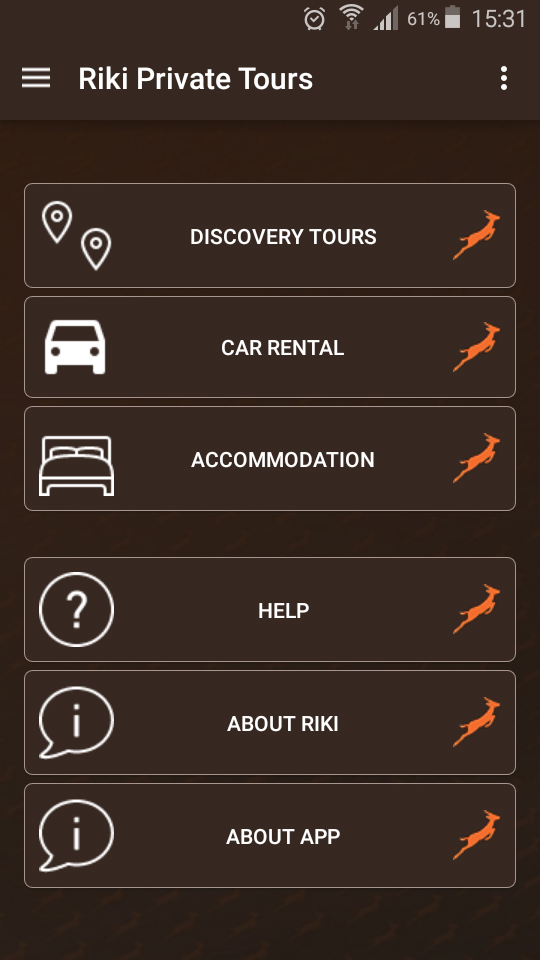 61% 15:31
Riki Private Tours
DISCOVERY TOURS
CAR RENTAL
ACCOMMODATION
? HELP
i ABOUT RIKI
i ABOUT APP